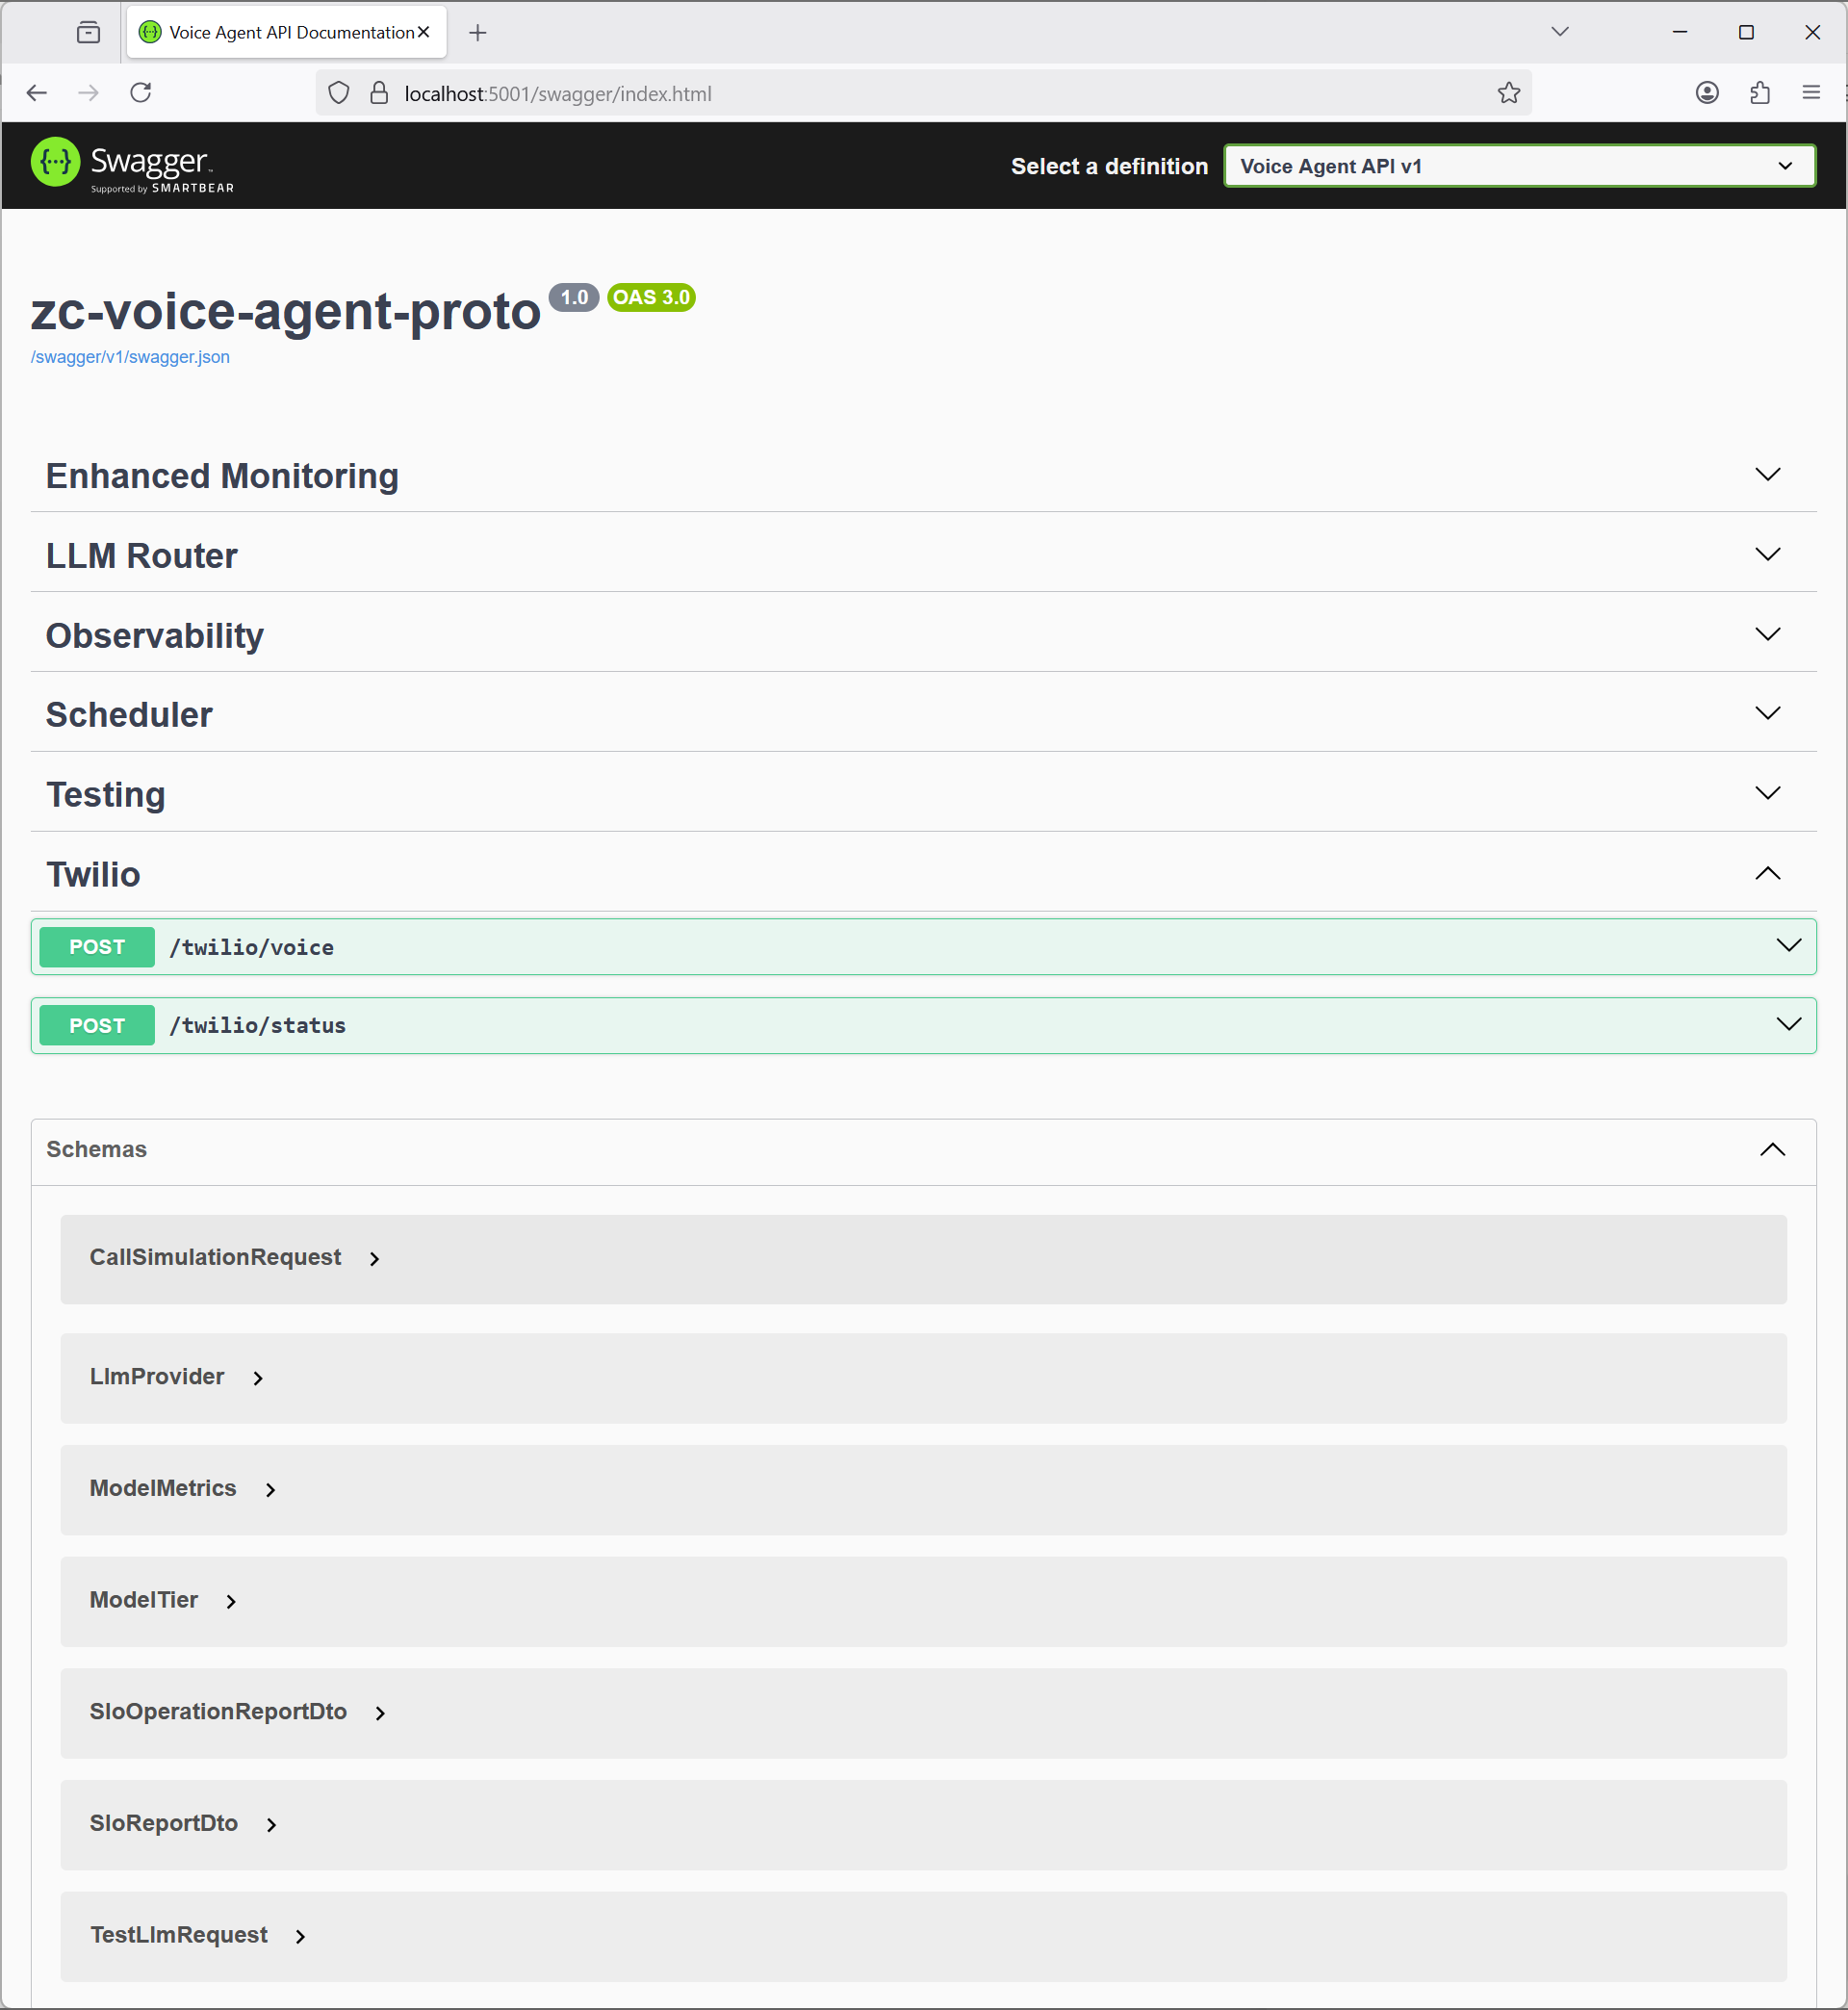 Voice Agent API Documentation
localhost:5001/swagger/index.html
Swagger
Supported by SMARTBEAR
Select a definition
Voice Agent API v1
zc-voice-agent-proto 1.0 OAS 3.0
/swagger/v1/swagger.json
Enhanced Monitoring
LLM Router
Observability
Scheduler
Testing
Twilio
POST /twilio/voice
POST /twilio/status
Schemas
CallSimulationRequest
LlmProvider
ModelMetrics
ModelTier
SloOperationReportDto
SloReportDto
TestLlmRequest